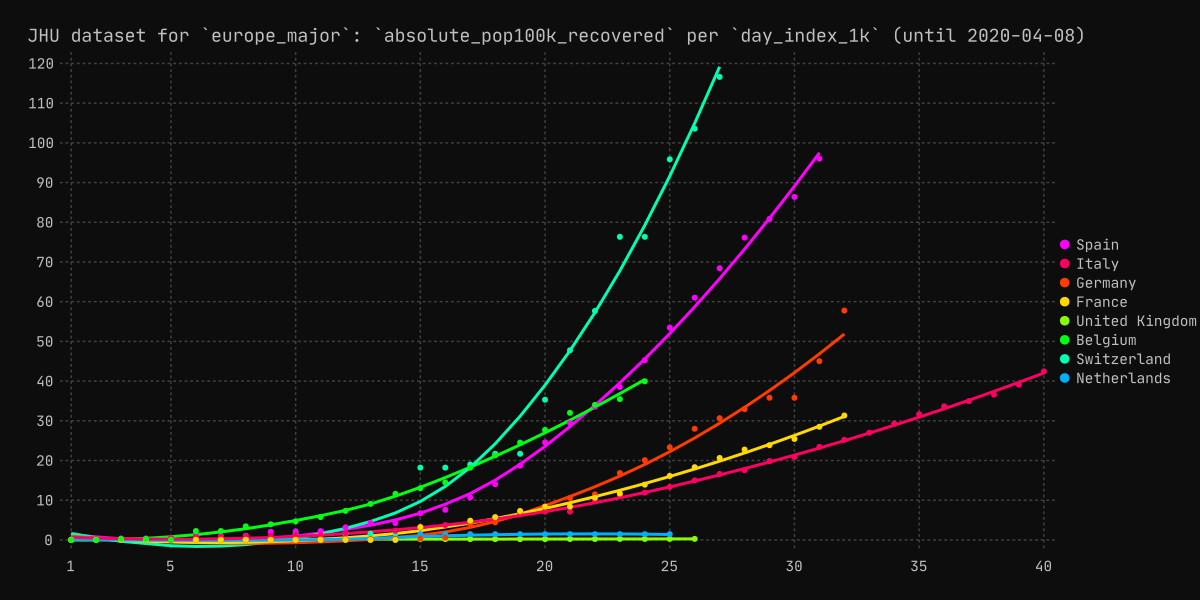 JHU dataset for `europe_major`: `absolute_pop100k_recovered` per `day_index_1k` (until 2020-04-08)
120
110
100
90
80
70
60
50
40
30
20
10
0
1 5 10 15 20 25 30 35 40
Spain
Italy
Germany
France
United Kingdom
Belgium
Switzerland
Netherlands